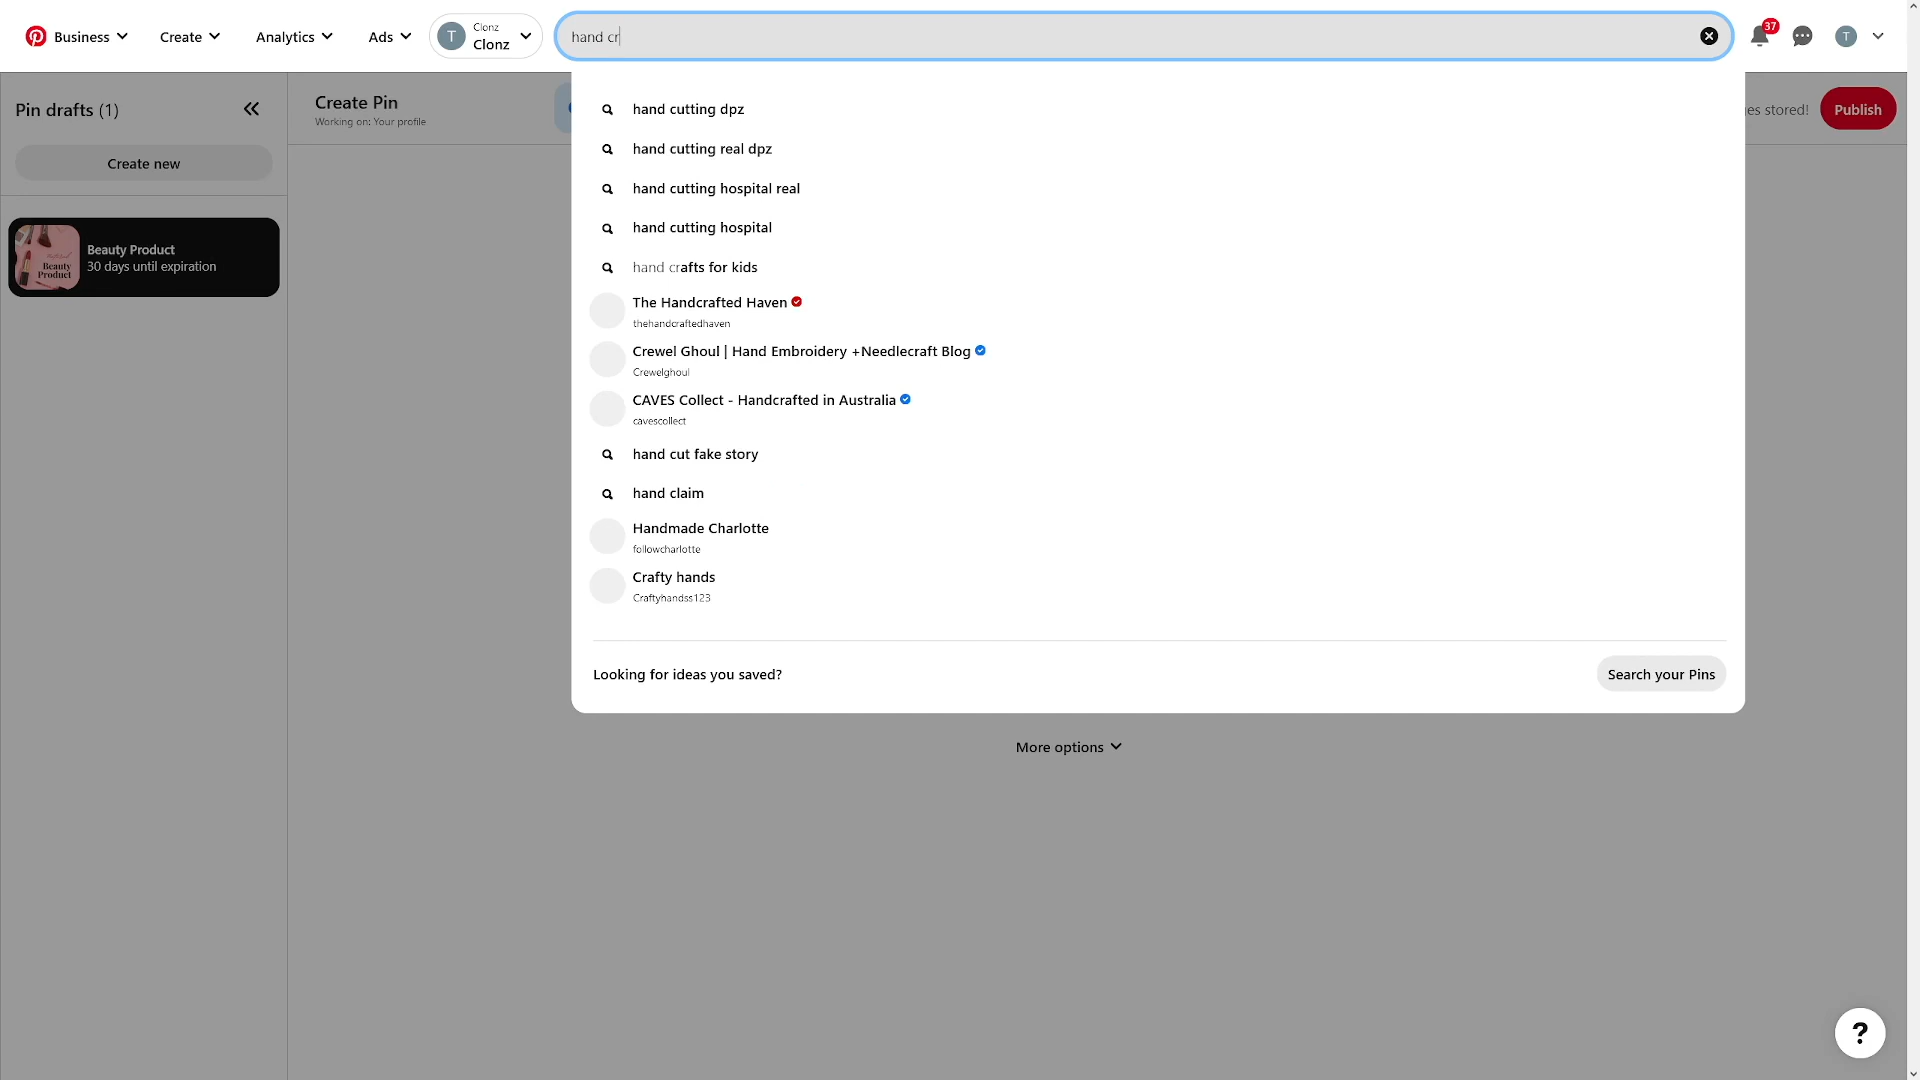 Business
Create
Analytics
Ads
T
Clonz
Clonz
hand cr
37
T
Pin drafts (1)
Create new
Beauty Product
30 days until expiration
Beauty
Product
Create Pin
Working on: Your profile
es stored!
Publish
hand cutting dpz
hand cutting real dpz
hand cutting hospital real
hand cutting hospital
hand crafts for kids
The Handcrafted Haven
thehandcraftedhaven
Crewel Ghoul | Hand Embroidery +Needlecraft Blog
Crewelghoul
CAVES Collect - Handcrafted in Australia
cavescollect
hand cut fake story
hand claim
Handmade Charlotte
followcharlotte
Crafty hands
Craftyhandss123
Looking for ideas you saved?
Search your Pins
More options
?